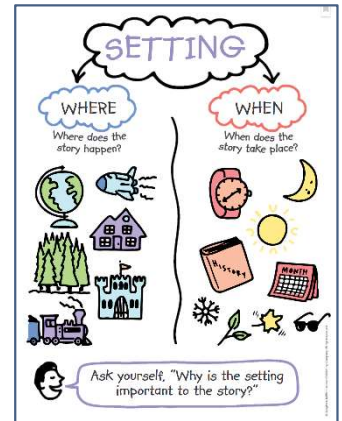 SETTING
WHERE
Where does the
story happen?
WHEN
When does the
story take place?
HISTORY
MONTH
Ask yourself, "Why is the setting
important to the story?"